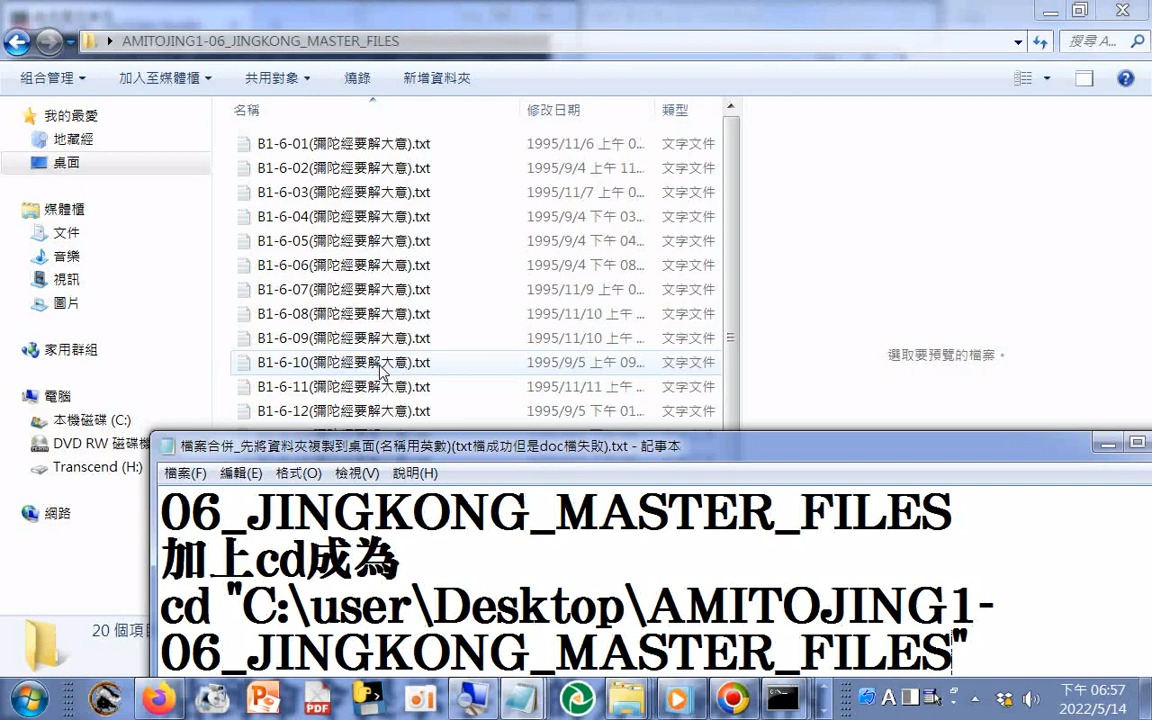 AMITOJING1-06_JINGKONG_MASTER_FILES
搜尋 A...
組合管理 加入至媒體櫃 共用對象 燒錄 新增資料夾
名稱 修改日期 類型
我的最愛
地藏經
桌面
媒體櫃
文件
音樂
視訊
圖片
家用群組
電腦
本機磁碟 (C:)
DVD RW 磁碟機
Transcend (H:)
網路
B1-6-01(彌陀經要解大意).txt 1995/11/6 上午 0... 文字文件
B1-6-02(彌陀經要解大意).txt 1995/9/4 上午 11... 文字文件
B1-6-03(彌陀經要解大意).txt 1995/11/7 上午 0... 文字文件
B1-6-04(彌陀經要解大意).txt 1995/9/4 下午 03... 文字文件
B1-6-05(彌陀經要解大意).txt 1995/9/4 下午 04... 文字文件
B1-6-06(彌陀經要解大意).txt 1995/9/4 下午 08... 文字文件
B1-6-07(彌陀經要解大意).txt 1995/11/9 上午 0... 文字文件
B1-6-08(彌陀經要解大意).txt 1995/11/10 上午 ... 文字文件
B1-6-09(彌陀經要解大意).txt 1995/11/10 上午 ... 文字文件
B1-6-10(彌陀經要解大意).txt 1995/9/5 上午 09... 文字文件
B1-6-11(彌陀經要解大意).txt 1995/11/11 上午 ... 文字文件
B1-6-12(彌陀經要解大意).txt 1995/9/5 下午 01... 文字文件
選取要預覽的檔案。
20 個項
檔案合併_先將資料夾複製到桌面(名稱用英數)(txt檔成功但是doc檔失敗).txt - 記事本
檔案(F) 編輯(E) 格式(O) 檢視(V) 說明(H)
06_JINGKONG_MASTER_FILES
加上cd成為
cd "C:\user\Desktop\AMITOJING1-
06_JINGKONG_MASTER_FILES"
下午 06:57
2022/5/14